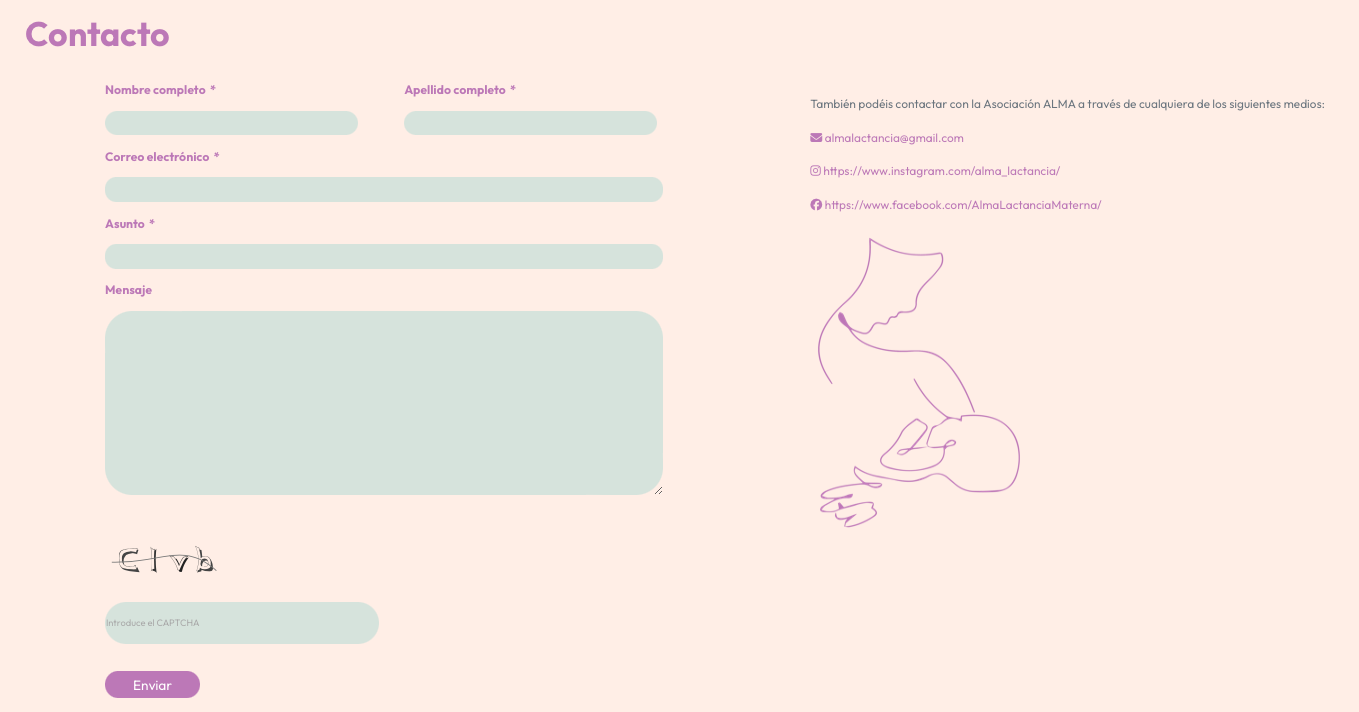 Contacto
Nombre completo *
Apellido completo *
Correo electrónico *
Asunto *
Mensaje
Clvb
Introduce el CAPTCHA
Enviar
También podéis contactar con la Asociación ALMA a través de cualquiera de los siguientes medios:
almalactancia@gmail.com
https://www.instagram.com/alma_lactancia/
https://www.facebook.com/AlmaLactanciaMaterna/